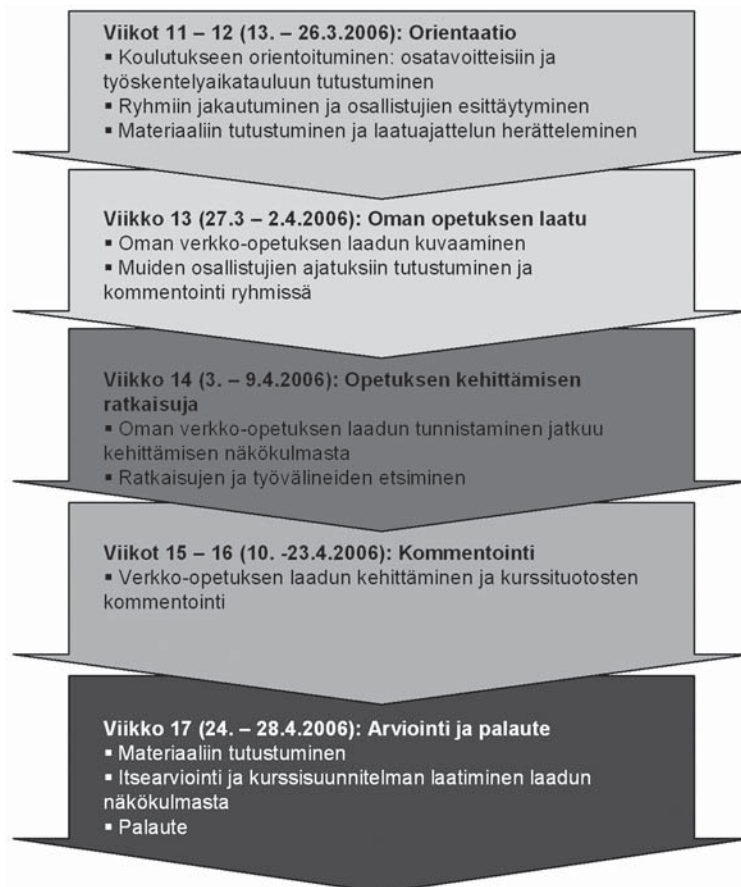 Viikot 11 – 12 (13. – 26.3.2006): Orientaatio
▪ Koulutukseen orientoituminen: osatavoitteisiin ja
työskentelyaikatauluun tutustuminen
▪ Ryhmiin jakautuminen ja osallistujien esittäytyminen
▪ Materiaaliin tutustuminen ja laatuajattelun herätteleminen
Viikko 13 (27.3 – 2.4.2006): Oman opetuksen laatu
▪ Oman verkko-opetuksen laadun kuvaaminen
▪ Muiden osallistujien ajatuksiin tutustuminen ja
kommentointi ryhmissä
Viikko 14 (3. – 9.4.2006): Opetuksen kehittämisen
ratkaisuja
▪ Oman verkko-opetuksen laadun tunnistaminen jatkuu
kehittämisen näkökulmasta
▪ Ratkaisujen ja työvälineiden etsiminen
Viikot 15 – 16 (10. -23.4.2006): Kommentointi
▪ Verkko-opetuksen laadun kehittäminen ja kurssituotosten
kommentointi
Viikko 17 (24. – 28.4.2006): Arviointi ja palaute
▪ Materiaaliin tutustuminen
▪ Itsearviointi ja kurssisuunnitelman laatiminen laadun
näkökulmasta
▪ Palaute